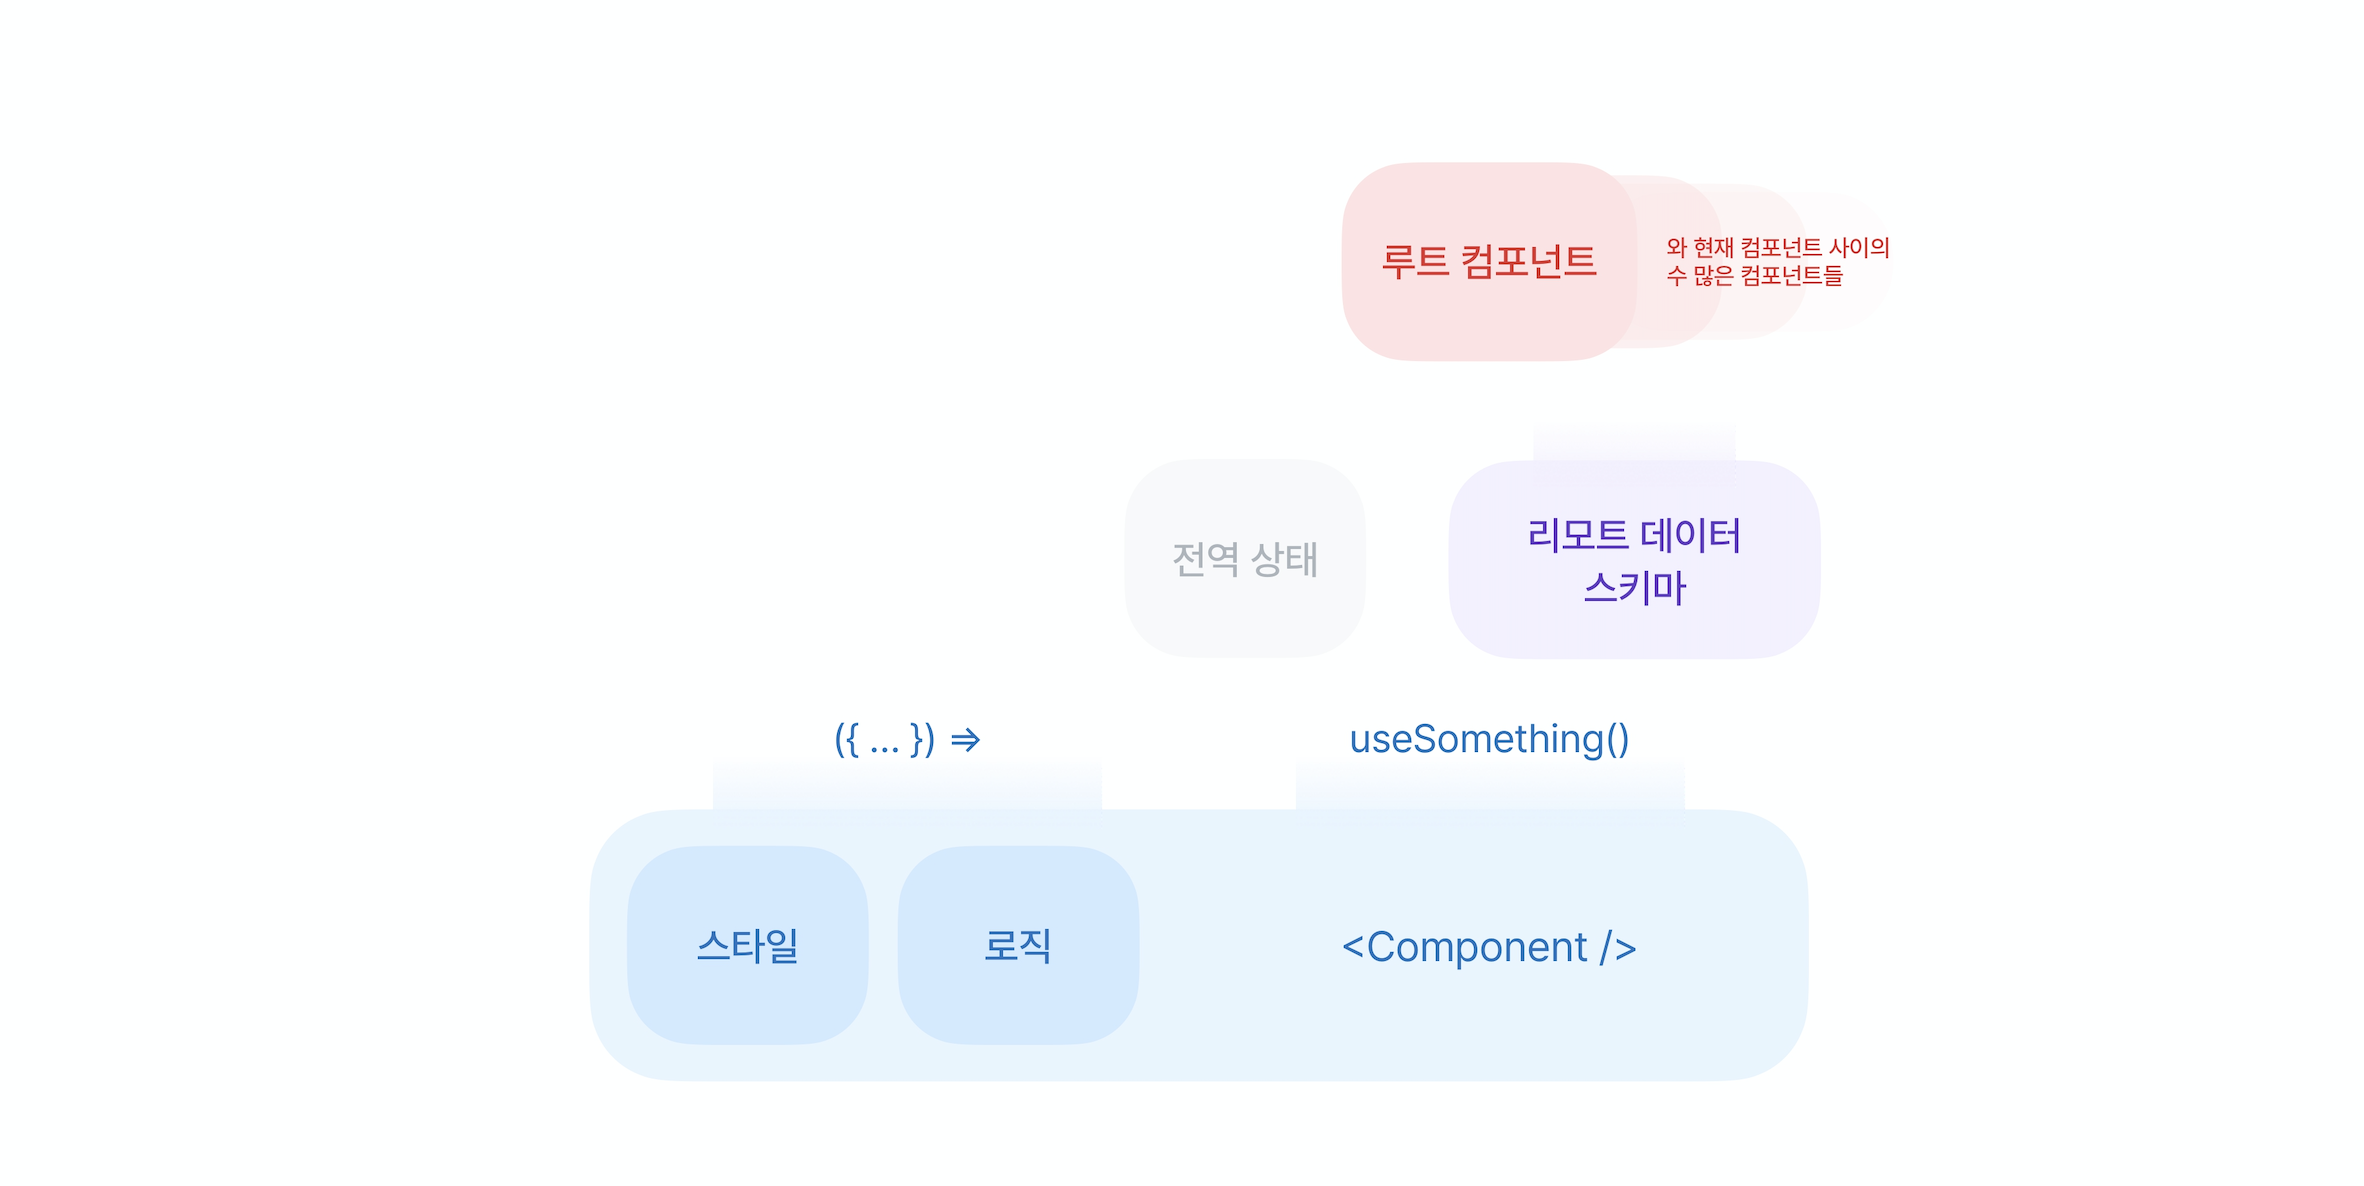 루트 컴포넌트
와 현재 컴포넌트 사이의
수 많은 컴포넌트들
전역 상태
리모트 데이터
스키마
({ ... }) ⇒
useSomething()
스타일
로직
<Component />